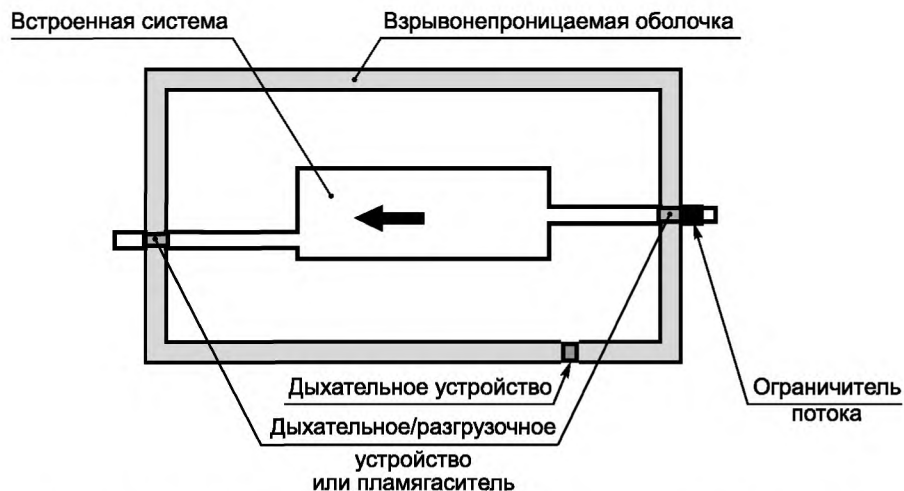 Встроенная система
Взрывонепроницаемая оболочка
Дыхательное устройство
Ограничитель
потока
Дыхательное/разгрузочное
устройство
или пламягаситель